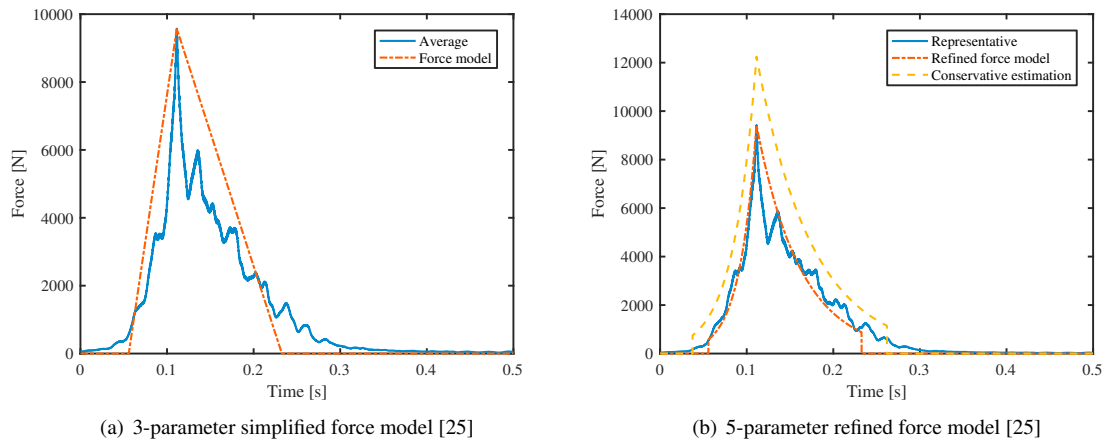 10000
8000
6000
4000
2000
0
Force [N]
0
0.1
0.2
0.3
0.4
0.5
Time [s]
Average
Force model
(a) 3-parameter simplified force model [25]
14000
12000
10000
8000
6000
4000
2000
0
Force [N]
0
0.1
0.2
0.3
0.4
0.5
Time [s]
Representative
Refined force model
Conservative estimation
(b) 5-parameter refined force model [25]